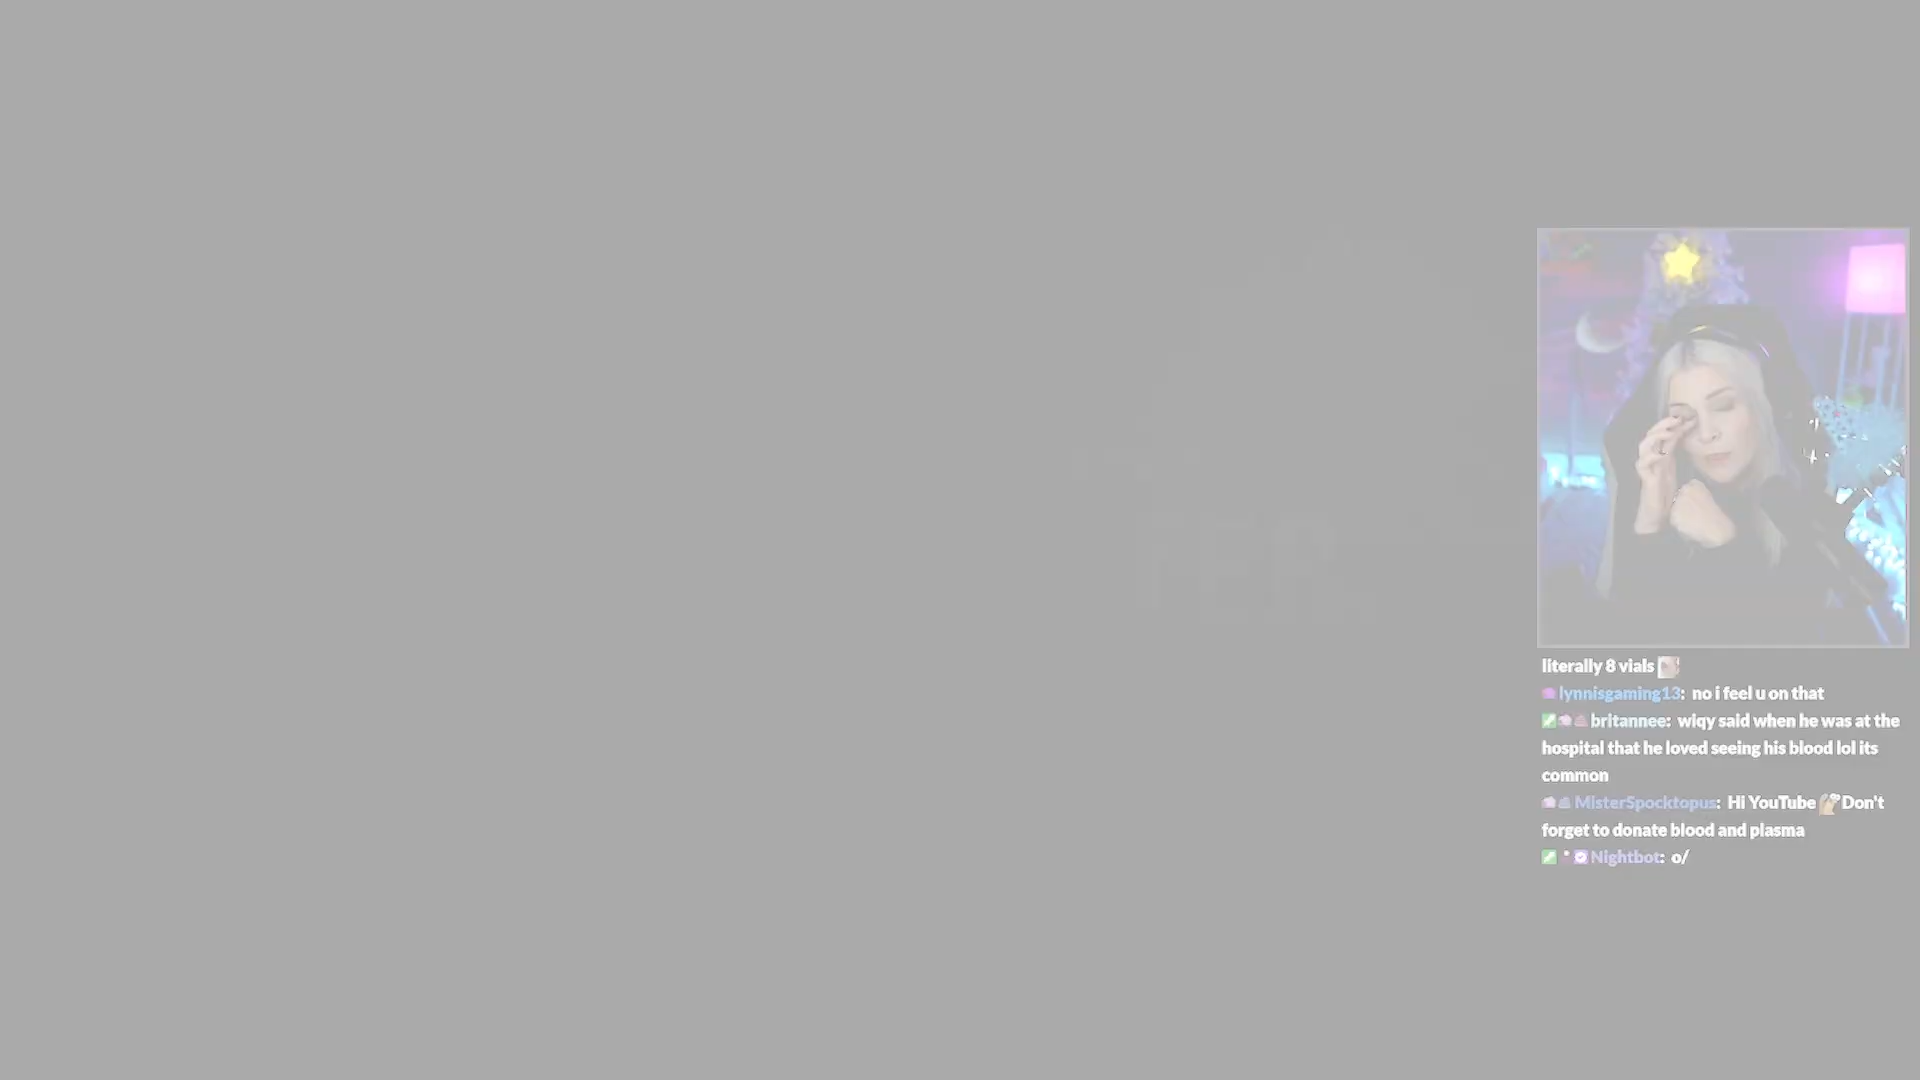 literally 8 vials
lynnisgaming13: no i feel u on that
britannee: wiqy said when he was at the
hospital that he loved seeing his blood lol its
common
MisterSpocktopus: Hi YouTube Don't
forget to donate blood and plasma
Nightbot: o/